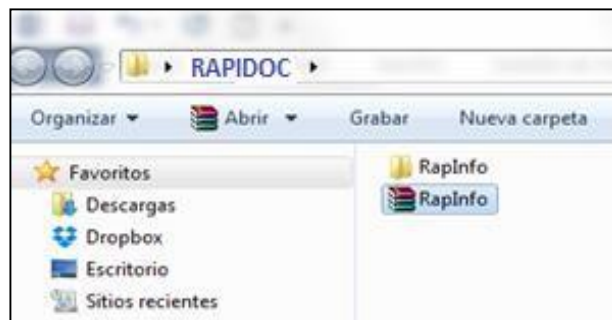 RAPIDOC
Organizar Abrir Grabar Nueva carpeta
Favoritos
Descargas
Dropbox
Escritorio
Sitios recientes
RapInfo
RapInfo